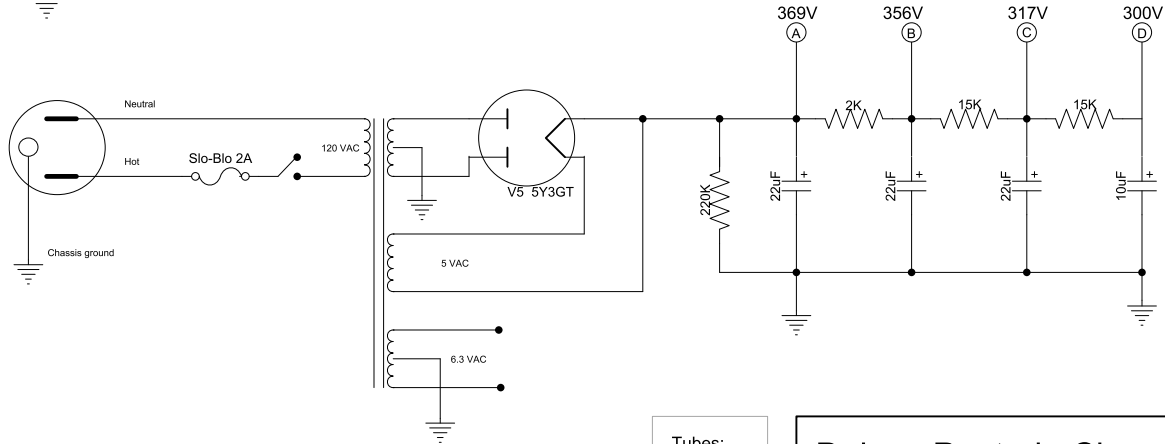 369V 356V 317V 300V
A B C D
Neutral
2K 15K 15K
Hot
Slo-Blo 2A
120 VAC
V5 5Y3GT
220K
22uF +
22uF +
22uF +
10uF +
Chassis ground
5 VAC
6.3 VAC
Tubes: